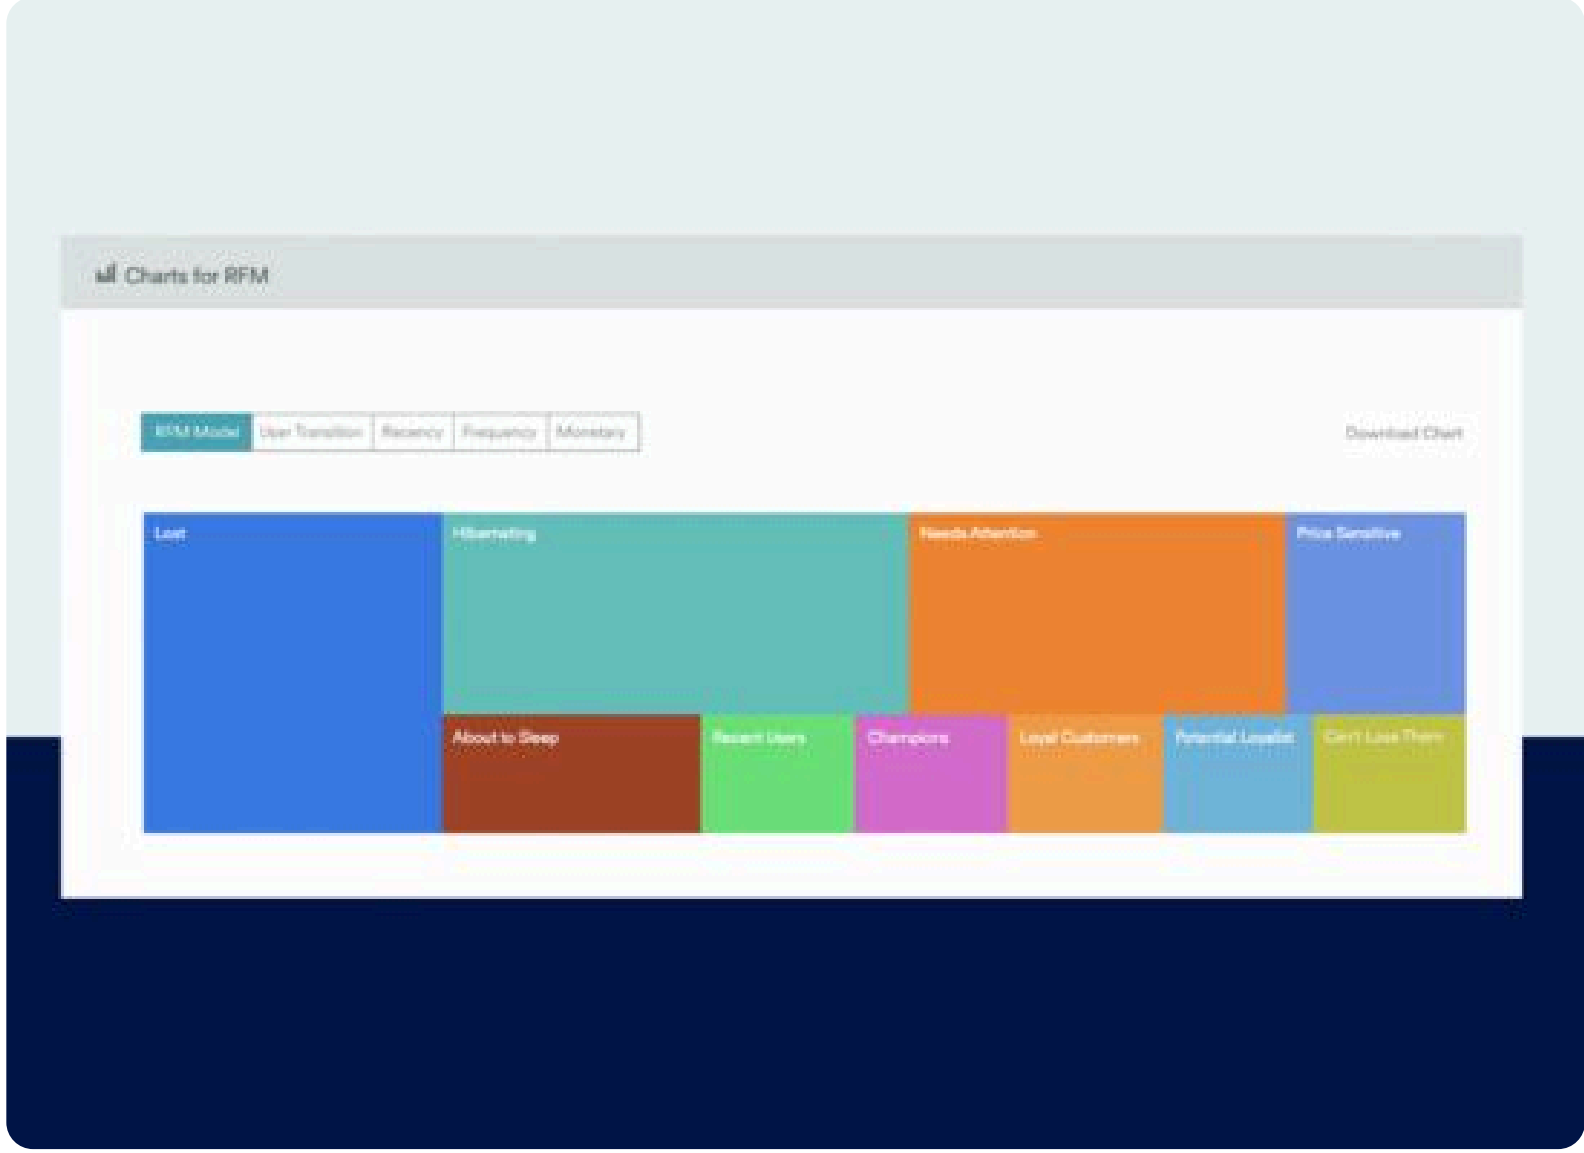 Charts for RFM
RFM Model User Transition Recency Frequency Monetary Download Chart
Lost Hibernating Needs Attention Price Sensitive
About to Sleep Recent Users Champions Loyal Customers Potential Loyalist Can't Lose Them